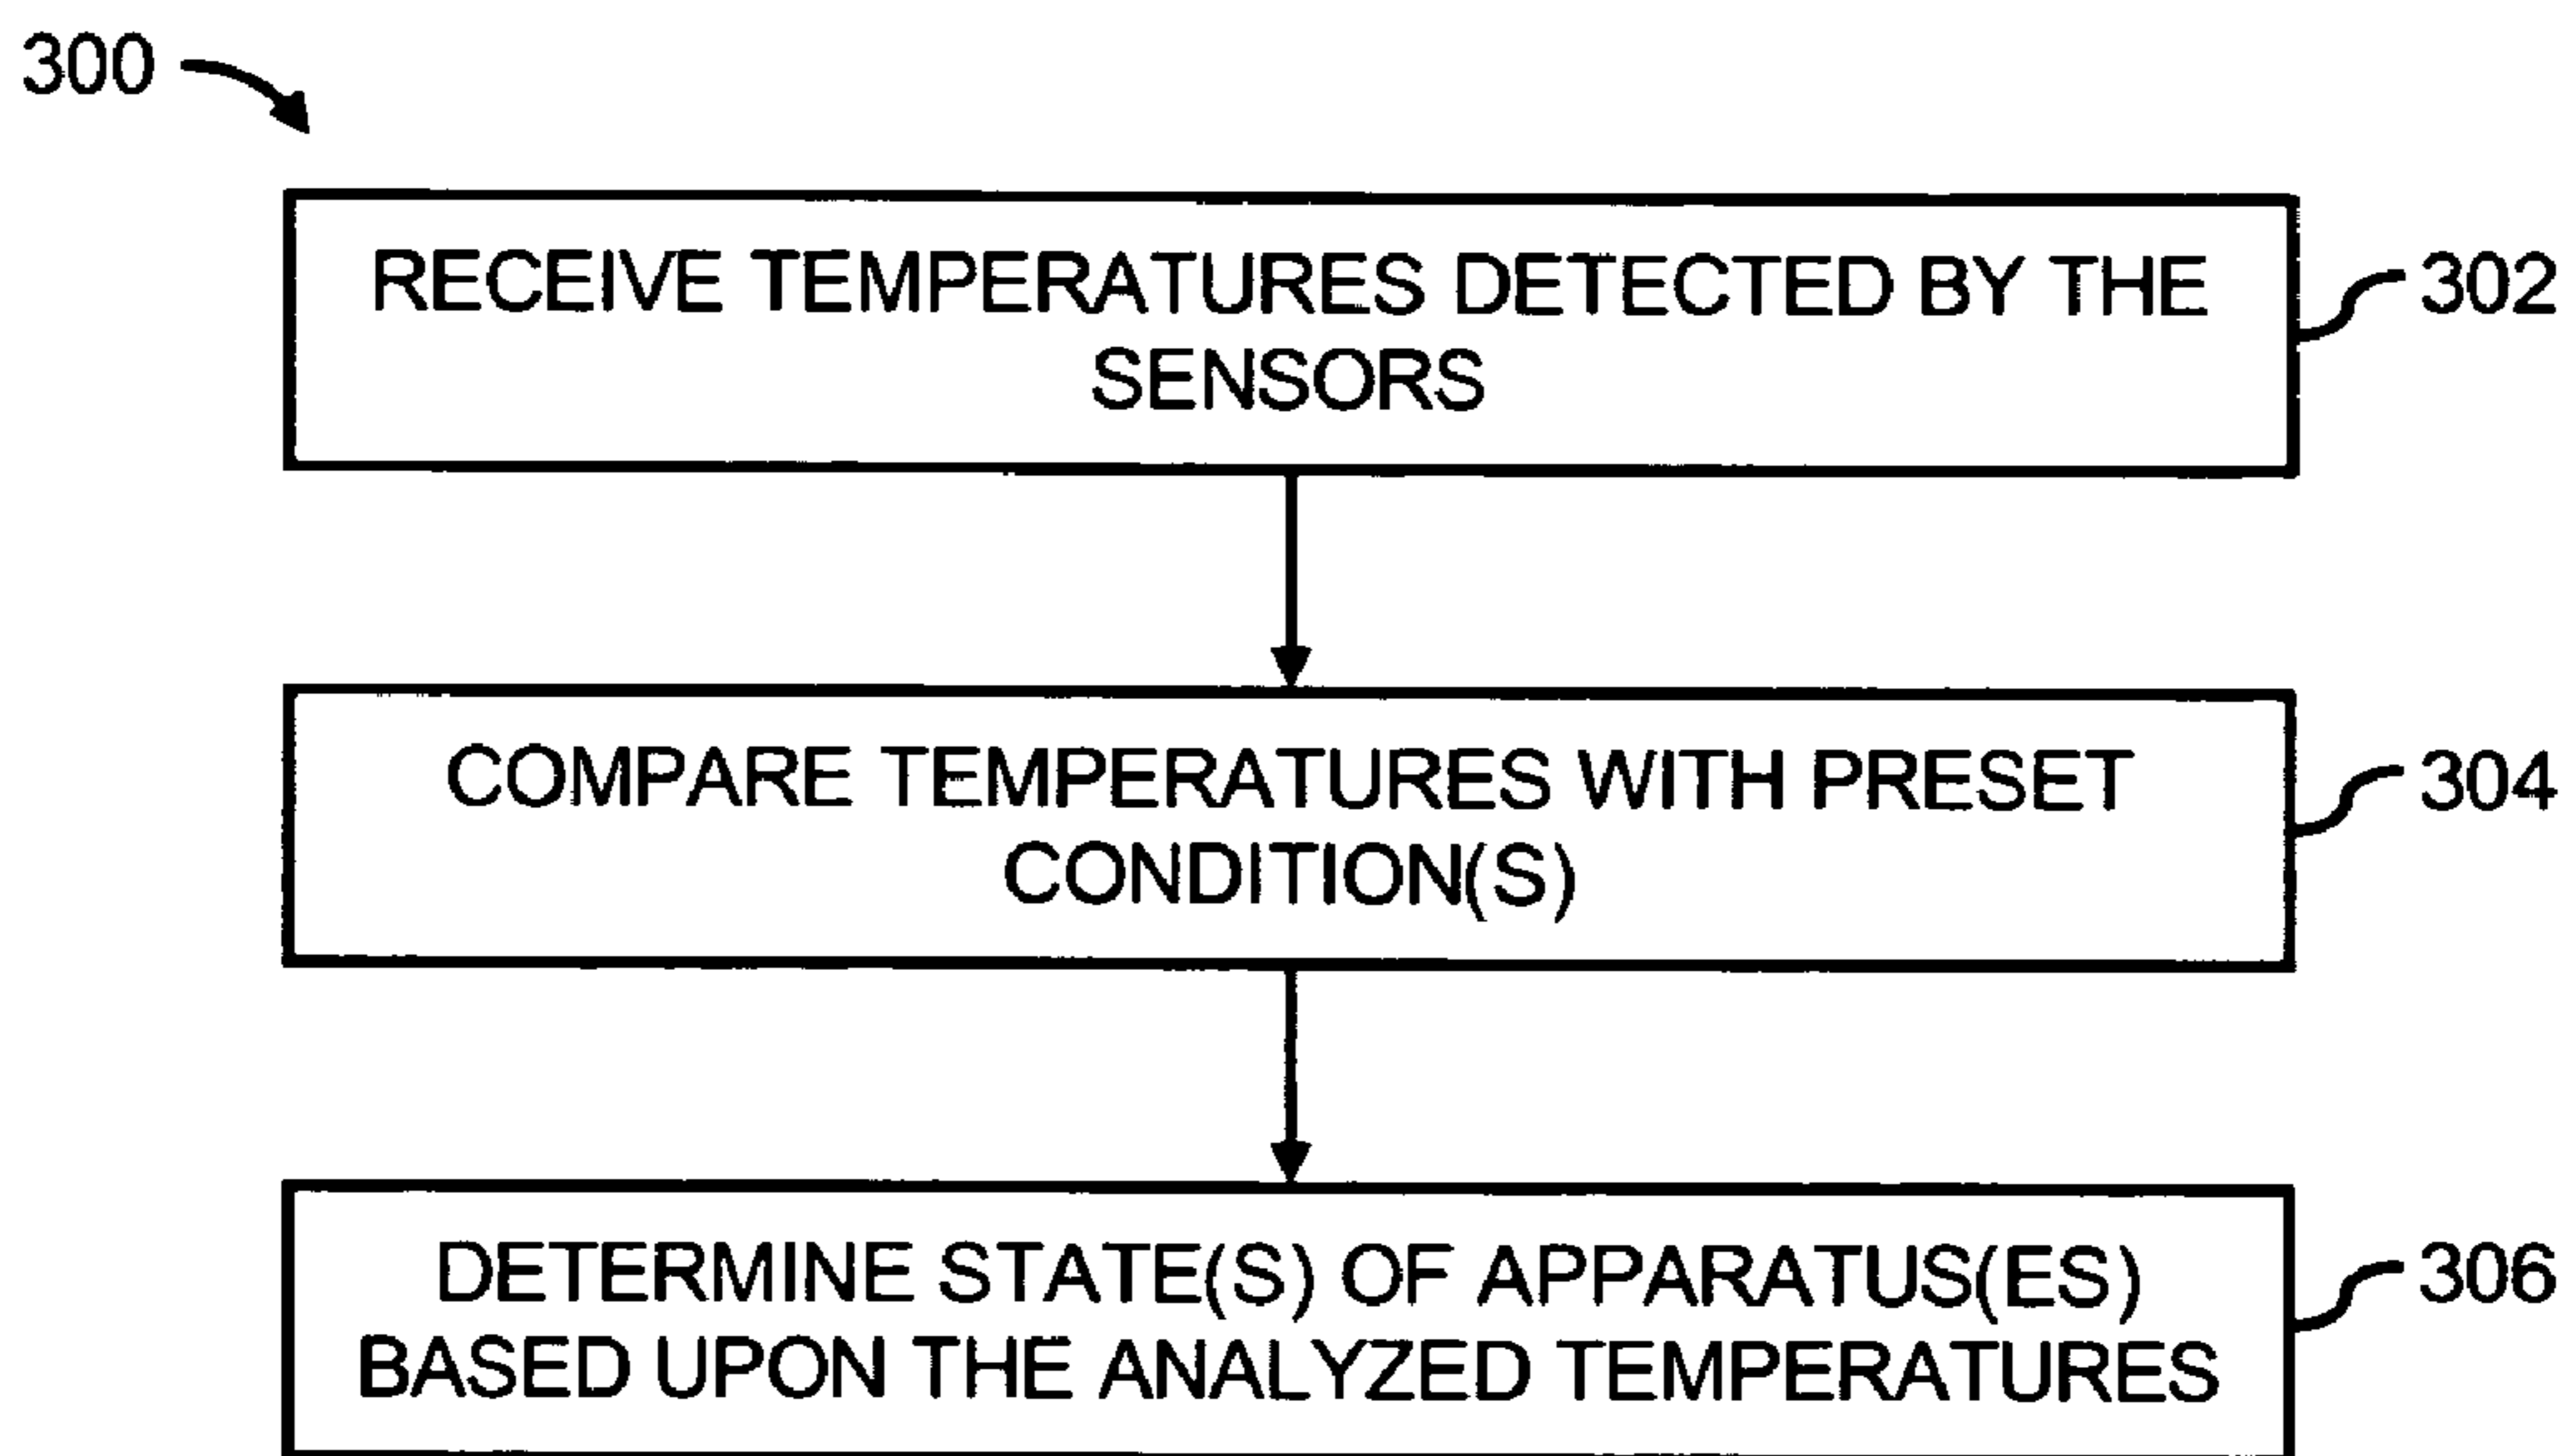 300
RECEIVE TEMPERATURES DETECTED BY THE
SENSORS
302
COMPARE TEMPERATURES WITH PRESET
CONDITION(S)
304
DETERMINE STATE(S) OF APPARATUS(ES)
BASED UPON THE ANALYZED TEMPERATURES
306